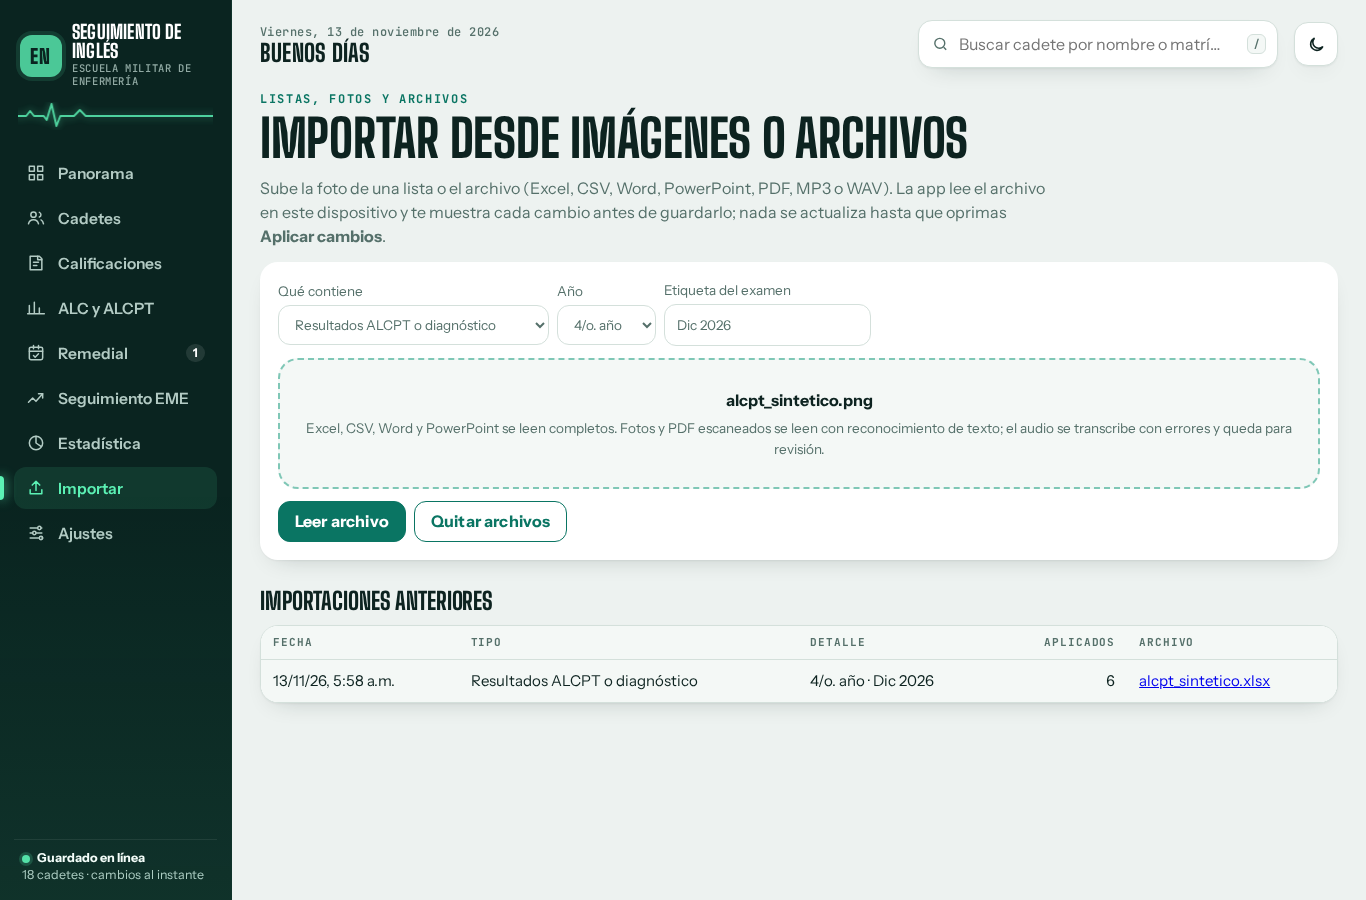 EN
SEGUIMIENTO DE
INGLÉS
ESCUELA MILITAR DE
ENFERMERÍA
Panorama
Cadetes
Calificaciones
ALC y ALCPT
Remedial 1
Seguimiento EME
Estadística
Importar
Ajustes
Guardado en línea
18 cadetes · cambios al instante
Viernes, 13 de noviembre de 2026
BUENOS DÍAS
Buscar cadete por nombre o matrí... /
LISTAS, FOTOS Y ARCHIVOS
IMPORTAR DESDE IMÁGENES O ARCHIVOS
Sube la foto de una lista o el archivo (Excel, CSV, Word, PowerPoint, PDF, MP3 o WAV). La app lee el archivo
en este dispositivo y te muestra cada cambio antes de guardarlo; nada se actualiza hasta que oprimas
Aplicar cambios.
Qué contiene Año Etiqueta del examen
Resultados ALCPT o diagnóstico 4/o. año Dic 2026
alcpt_sintetico.png
Excel, CSV, Word y PowerPoint se leen completos. Fotos y PDF escaneados se leen con reconocimiento de texto; el audio se transcribe con errores y queda para
revisión.
Leer archivo Quitar archivos
IMPORTACIONES ANTERIORES
FECHA TIPO DETALLE APLICADOS ARCHIVO
13/11/26, 5:58 a.m. Resultados ALCPT o diagnóstico 4/o. año · Dic 2026 6 alcpt_sintetico.xlsx